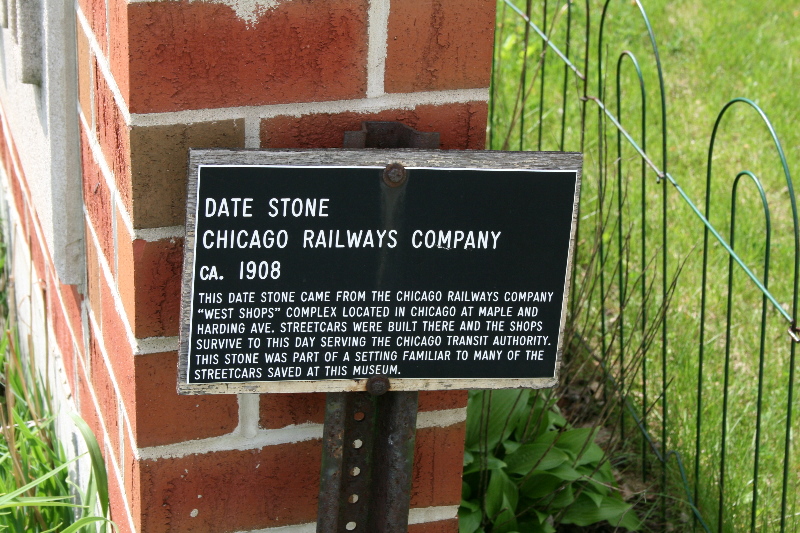 DATE STONE
CHICAGO RAILWAYS COMPANY
CA. 1908
THIS DATE STONE CAME FROM THE CHICAGO RAILWAYS COMPANY
"WEST SHOPS" COMPLEX LOCATED IN CHICAGO AT MAPLE AND
HARDING AVE. STREETCARS WERE BUILT THERE AND THE SHOPS
SURVIVE TO THIS DAY SERVING THE CHICAGO TRANSIT AUTHORITY.
THIS STONE WAS PART OF A SETTING FAMILIAR TO MANY OF THE
STREETCARS SAVED AT THIS MUSEUM.